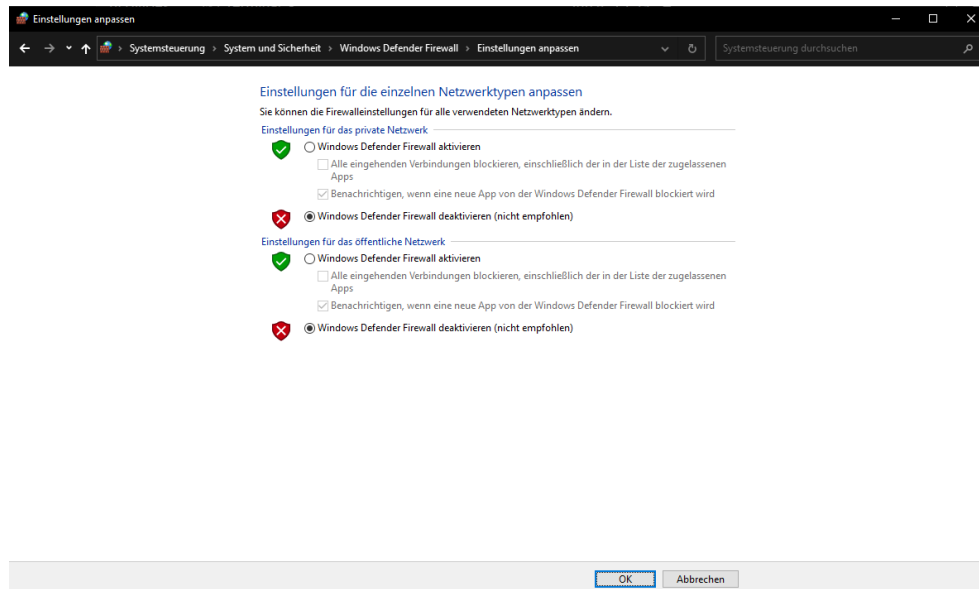 Einstellungen anpassen
Systemsteuerung > System und Sicherheit > Windows Defender Firewall > Einstellungen anpassen
Systemsteuerung durchsuchen
Einstellungen für die einzelnen Netzwerktypen anpassen
Sie können die Firewalleinstellungen für alle verwendeten Netzwerktypen ändern.
Einstellungen für das private Netzwerk
Windows Defender Firewall aktivieren
Alle eingehenden Verbindungen blockieren, einschließlich der in der Liste der zugelassenen
Apps
Benachrichtigen, wenn eine neue App von der Windows Defender Firewall blockiert wird
Windows Defender Firewall deaktivieren (nicht empfohlen)
Einstellungen für das öffentliche Netzwerk
Windows Defender Firewall aktivieren
Alle eingehenden Verbindungen blockieren, einschließlich der in der Liste der zugelassenen
Apps
Benachrichtigen, wenn eine neue App von der Windows Defender Firewall blockiert wird
Windows Defender Firewall deaktivieren (nicht empfohlen)
OK
Abbrechen